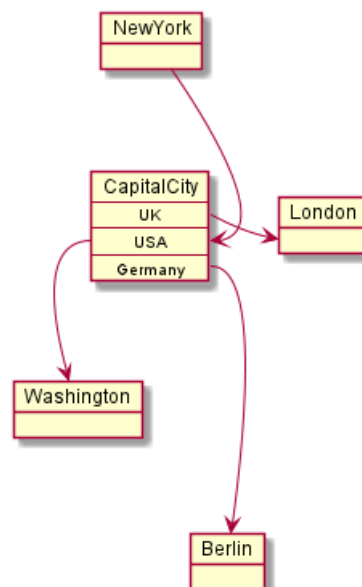 NewYork
CapitalCity
UK
USA
Germany
London
Washington
Berlin